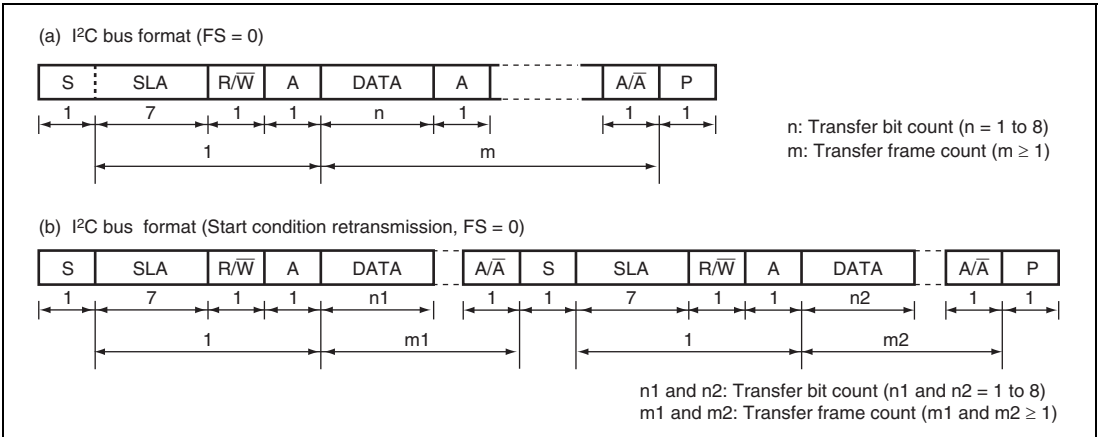 (a) I²C bus format (FS = 0)
S SLA R/W̅ A DATA A A/A̅ P
1 7 1 1 n 1 1 1
1 m
n: Transfer bit count (n = 1 to 8)
m: Transfer frame count (m ≥ 1)
(b) I²C bus format (Start condition retransmission, FS = 0)
S SLA R/W̅ A DATA A/A̅ S SLA R/W̅ A DATA A/A̅ P
1 7 1 1 n1 1 1 7 1 1 n2 1 1
1 m1 1 m2
n1 and n2: Transfer bit count (n1 and n2 = 1 to 8)
m1 and m2: Transfer frame count (m1 and m2 ≥ 1)